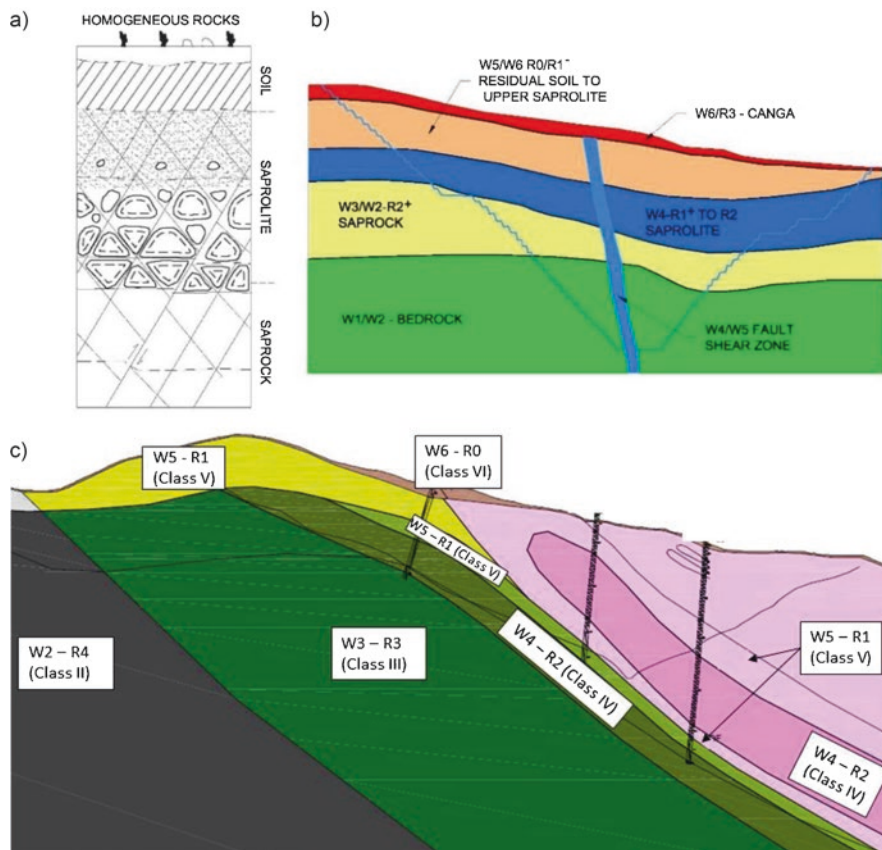 a)
HOMOGENEOUS ROCKS
SOIL
SAPROLITE
SAPROCK
b)
W5/W6 R0/R1⁻
RESIDUAL SOIL TO
UPPER SAPROLITE
W6/R3 - CANGA
W3/W2-R2⁺
SAPROCK
W4-R1⁺ TO R2
SAPROLITE
W1/W2 - BEDROCK
W4/W5 FAULT
SHEAR ZONE
c)
W5 - R1
(Class V)
W6 - R0
(Class VI)
W5 – R1 (Class V)
W2 – R4
(Class II)
W3 – R3
(Class III)
W4 – R2
(Class IV)
W5 – R1
(Class V)
W4 – R2
(Class IV)